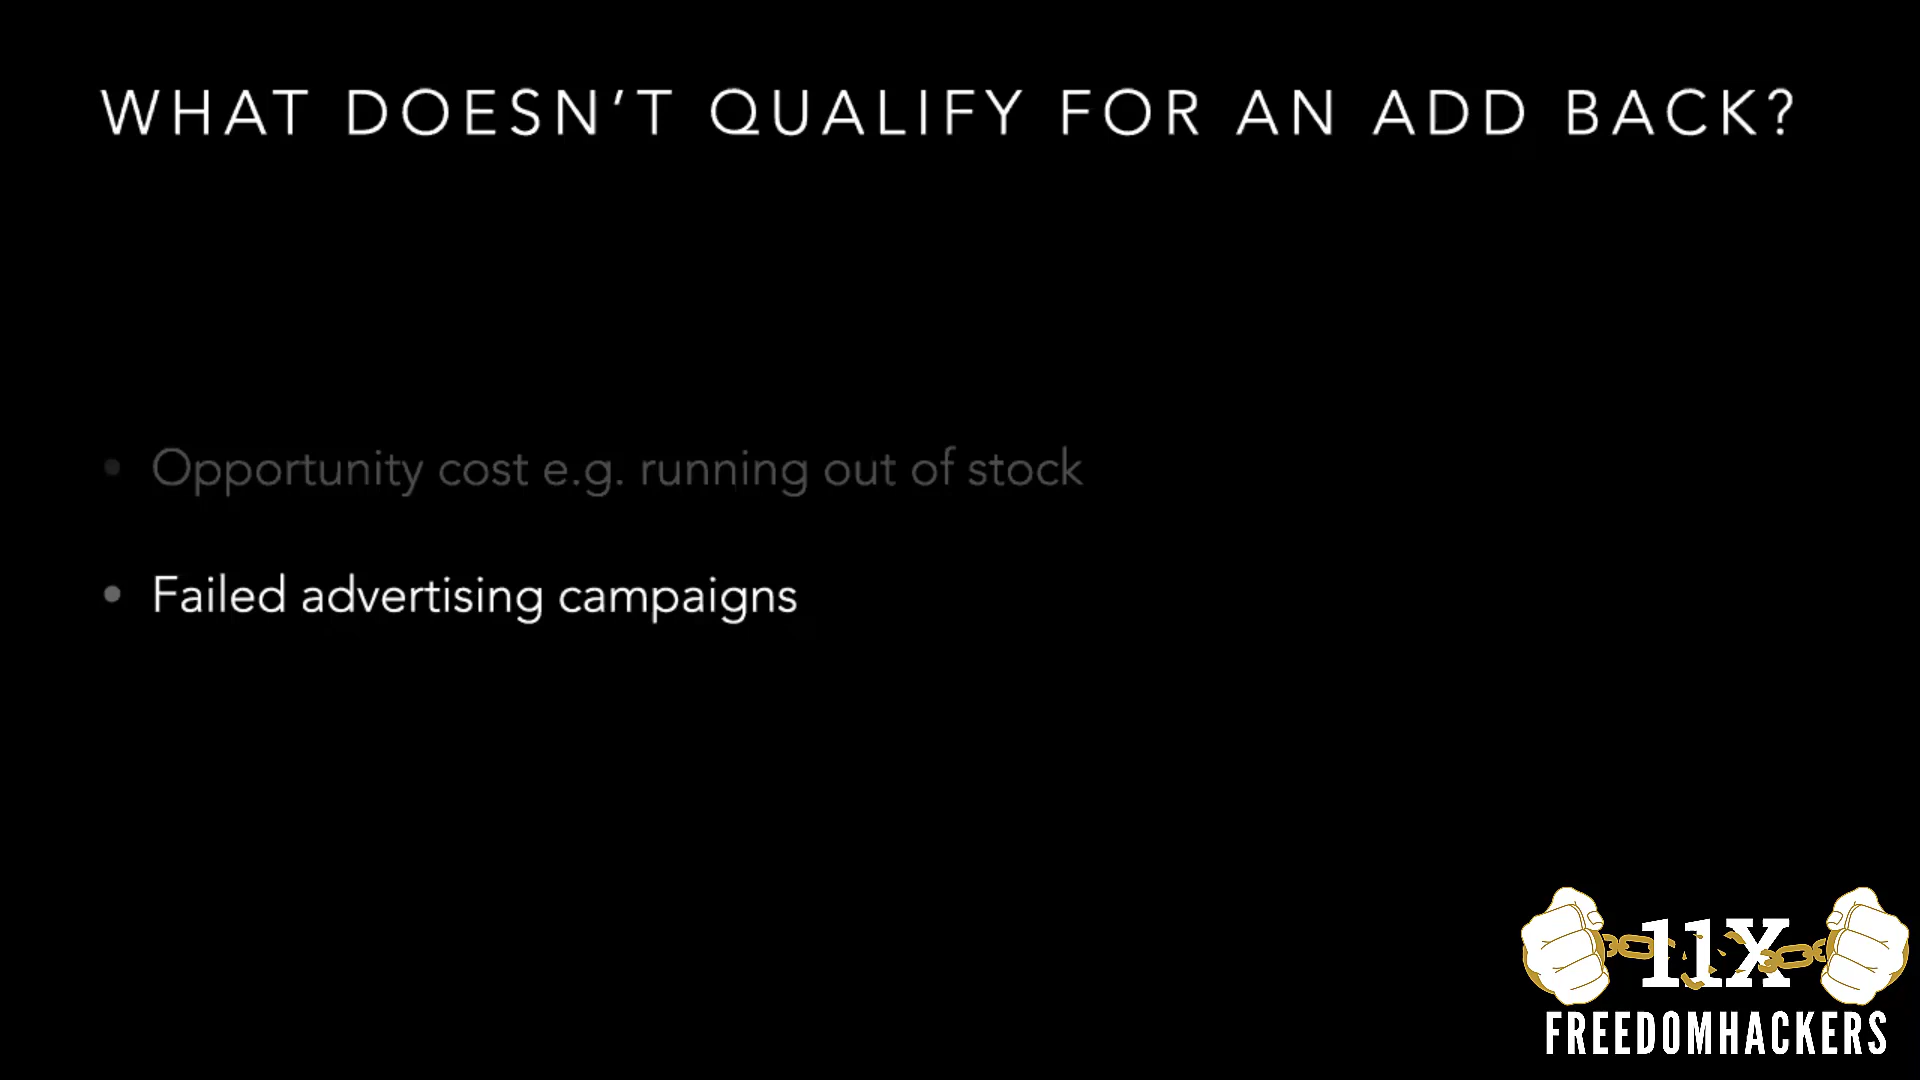 WHAT DOESN’T QUALIFY FOR AN ADD BACK?
• Opportunity cost e.g. running out of stock
• Failed advertising campaigns
11X
FREEDOMHACKERS